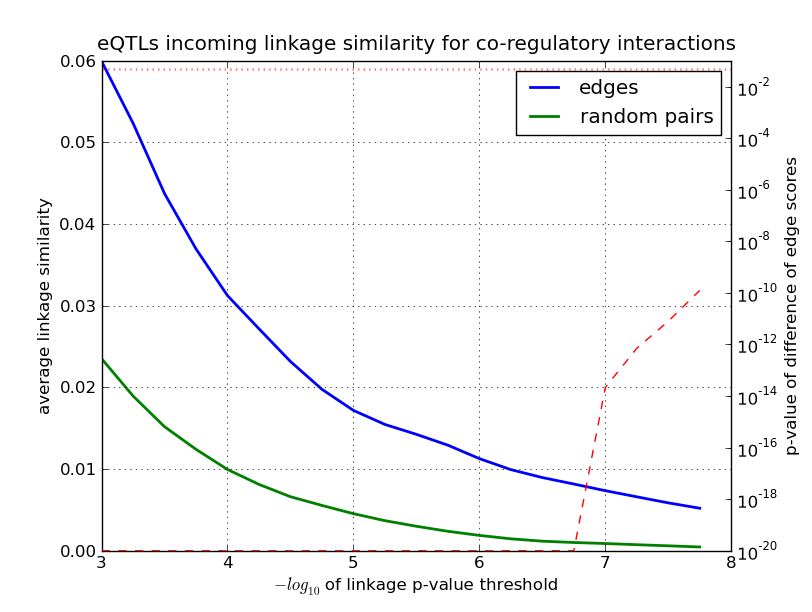 eQTLs incoming linkage similarity for co-regulatory interactions
edges
random pairs
0.06
0.05
0.04
0.03
0.02
0.01
0.00
average linkage similarity
10^-2
10^-4
10^-6
10^-8
10^-10
10^-12
10^-14
10^-16
10^-18
10^-20
p-value of difference of edge scores
3 4 5 6 7 8
−log10 of linkage p-value threshold